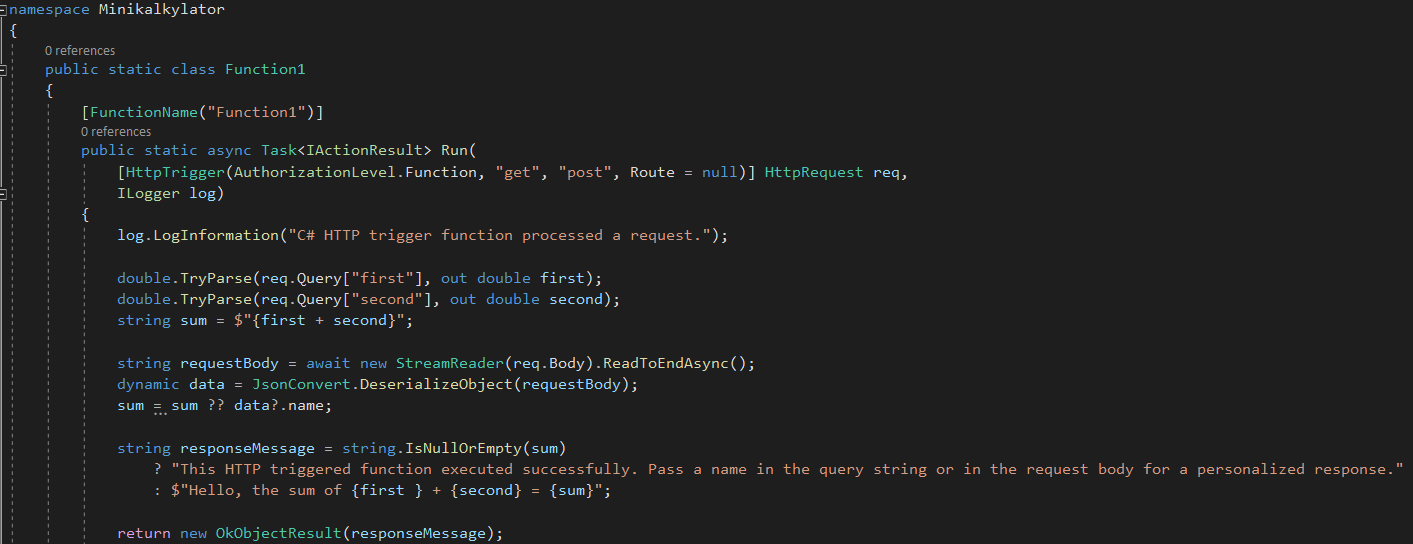 namespace Minikalkylator
{
0 references
public static class Function1
{
[FunctionName("Function1")]
0 references
public static async Task<IActionResult> Run(
[HttpTrigger(AuthorizationLevel.Function, "get", "post", Route = null)] HttpRequest req,
ILogger log)
{
log.LogInformation("C# HTTP trigger function processed a request.");
double.TryParse(req.Query["first"], out double first);
double.TryParse(req.Query["second"], out double second);
string sum = $"{first + second}";
string requestBody = await new StreamReader(req.Body).ReadToEndAsync();
dynamic data = JsonConvert.DeserializeObject(requestBody);
sum = sum ?? data?.name;
string responseMessage = string.IsNullOrEmpty(sum)
? "This HTTP triggered function executed successfully. Pass a name in the query string or in the request body for a personalized response."
: $"Hello, the sum of {first } + {second} = {sum}";
return new OkObjectResult(responseMessage);